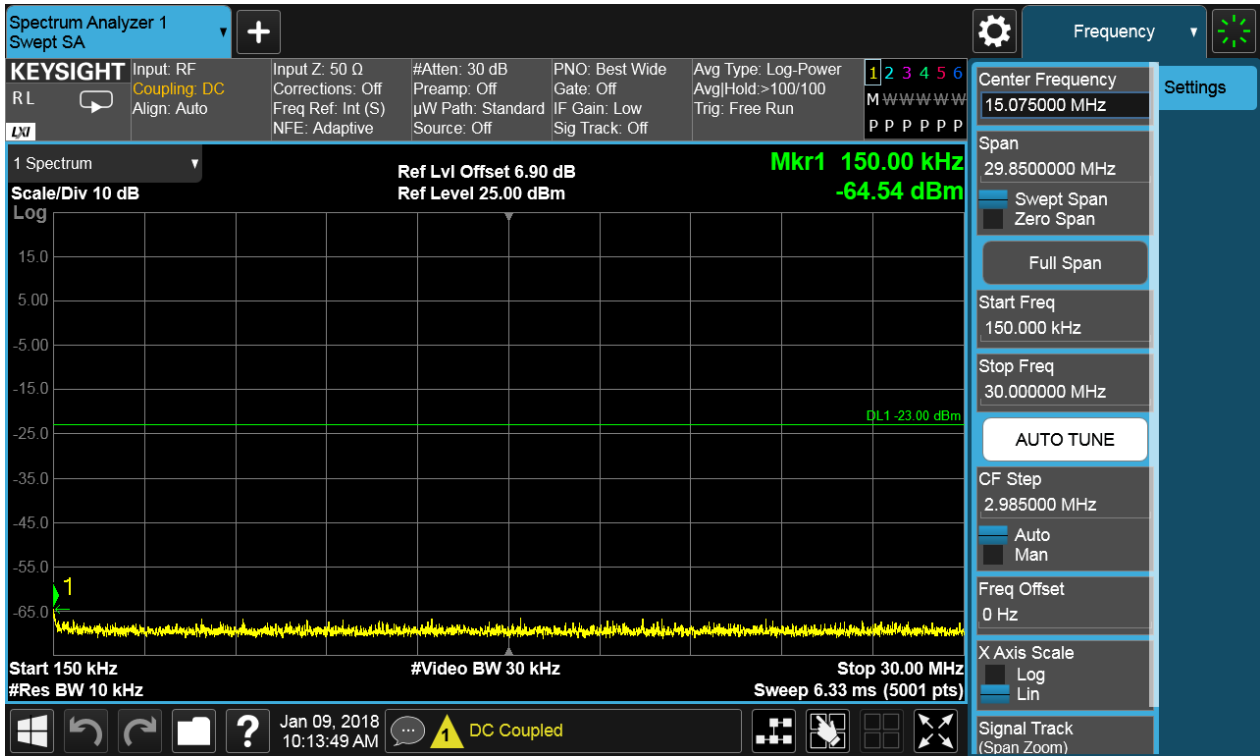 Spectrum Analyzer 1
Swept SA
+
Frequency
KEYSIGHT
RL
LXI
Input: RF
Coupling: DC
Align: Auto
Input Z: 50 Ω
Corrections: Off
Freq Ref: Int (S)
NFE: Adaptive
#Atten: 30 dB
Preamp: Off
µW Path: Standard
Source: Off
PNO: Best Wide
Gate: Off
IF Gain: Low
Sig Track: Off
Avg Type: Log-Power
Avg|Hold:>100/100
Trig: Free Run
1 2 3 4 5 6
M W W W W W
P P P P P P
1 Spectrum
Scale/Div 10 dB
Log
Ref Lvl Offset 6.90 dB
Ref Level 25.00 dBm
Mkr1 150.00 kHz
-64.54 dBm
15.0
5.00
-5.00
-15.0
DL1 -23.00 dBm
-25.0
-35.0
-45.0
-55.0
1
-65.0
Start 150 kHz
#Video BW 30 kHz
Stop 30.00 MHz
#Res BW 10 kHz
Sweep 6.33 ms (5001 pts)
Center Frequency
15.075000 MHz
Settings
Span
29.8500000 MHz
Swept Span
Zero Span
Full Span
Start Freq
150.000 kHz
Stop Freq
30.000000 MHz
AUTO TUNE
CF Step
2.985000 MHz
Auto
Man
Freq Offset
0 Hz
X Axis Scale
Log
Lin
Signal Track
(Span Zoom)
?
Jan 09, 2018
10:13:49 AM
1
DC Coupled